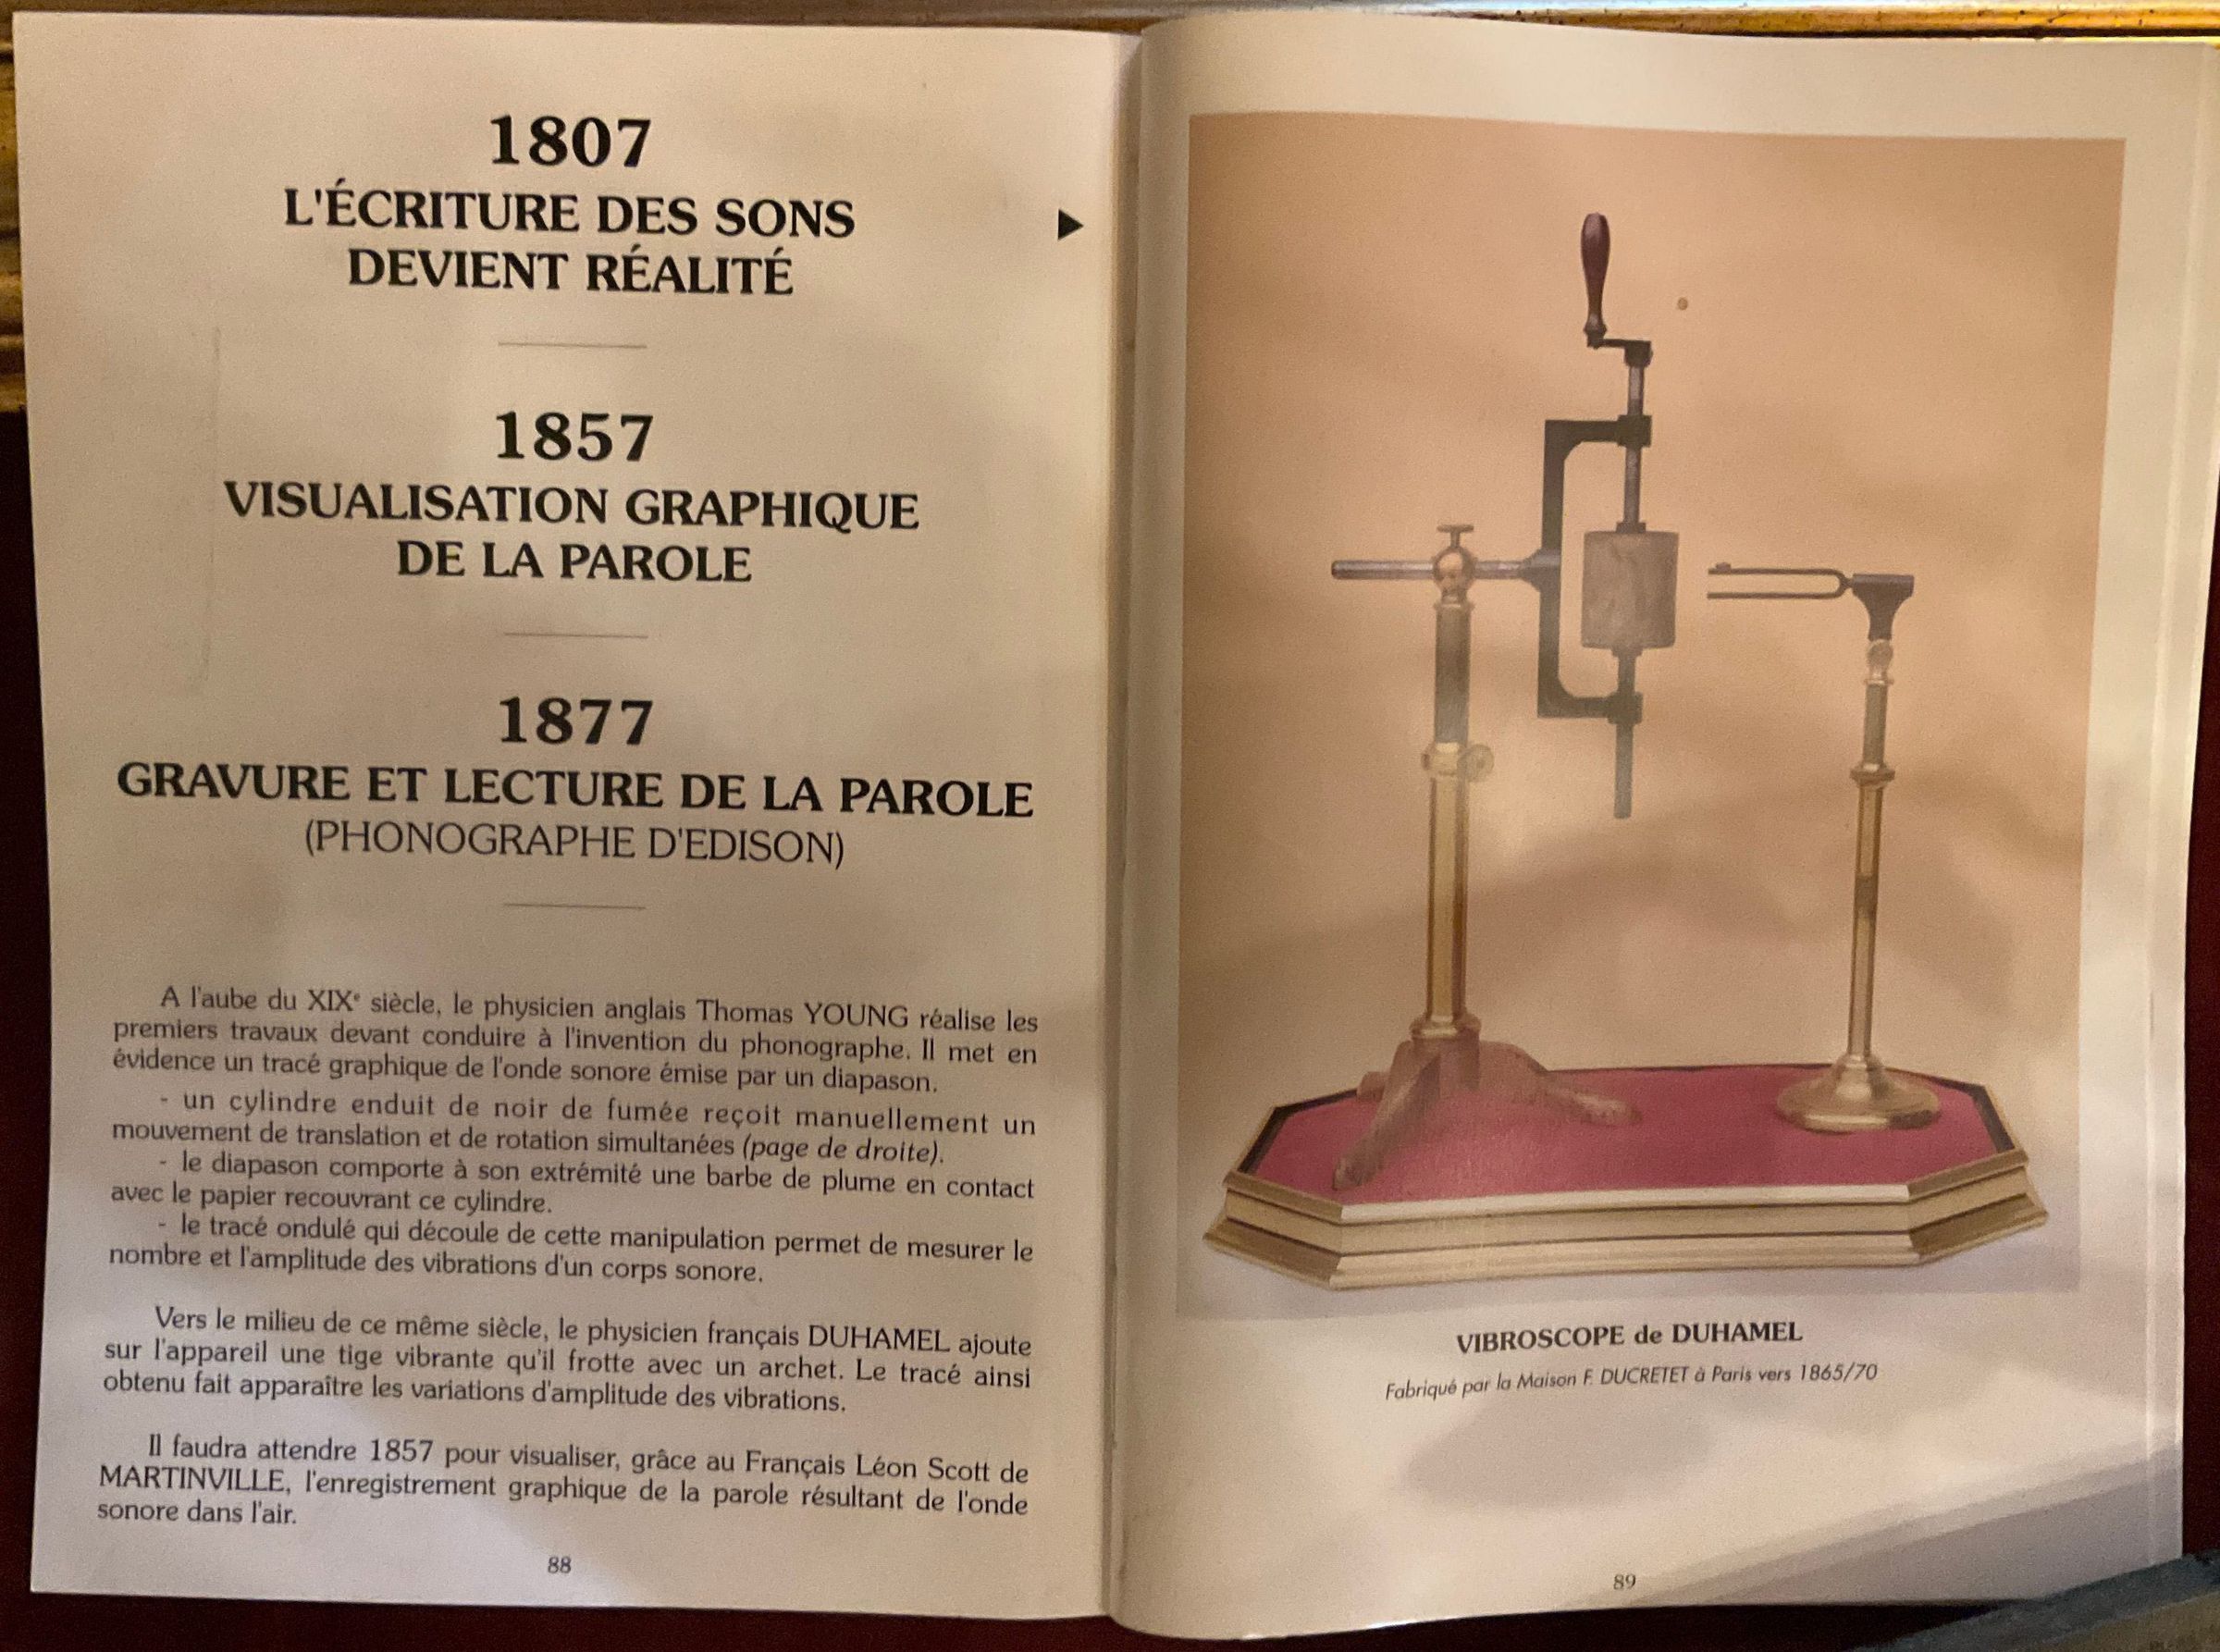 1807
L'ÉCRITURE DES SONS
DEVIENT RÉALITÉ
1857
VISUALISATION GRAPHIQUE
DE LA PAROLE
1877
GRAVURE ET LECTURE DE LA PAROLE
(PHONOGRAPHE D'EDISON)
A l'aube du XIXe siècle, le physicien anglais Thomas YOUNG réalise les
premiers travaux devant conduire à l'invention du phonographe. Il met en
évidence un tracé graphique de l'onde sonore émise par un diapason.
- un cylindre enduit de noir de fumée reçoit manuellement un
mouvement de translation et de rotation simultanées (page de droite).
- le diapason comporte à son extrémité une barbe de plume en contact
avec le papier recouvrant ce cylindre.
- le tracé ondulé qui découle de cette manipulation permet de mesurer le
nombre et l'amplitude des vibrations d'un corps sonore.
Vers le milieu de ce même siècle, le physicien français DUHAMEL ajoute
sur l'appareil une tige vibrante qu'il frotte avec un archet. Le tracé ainsi
obtenu fait apparaître les variations d'amplitude des vibrations.
Il faudra attendre 1857 pour visualiser, grâce au Français Léon Scott de
MARTINVILLE, l'enregistrement graphique de la parole résultant de l'onde
sonore dans l'air.
88
VIBROSCOPE de DUHAMEL
Fabriqué par la Maison F. DUCRETET à Paris vers 1865/70
89